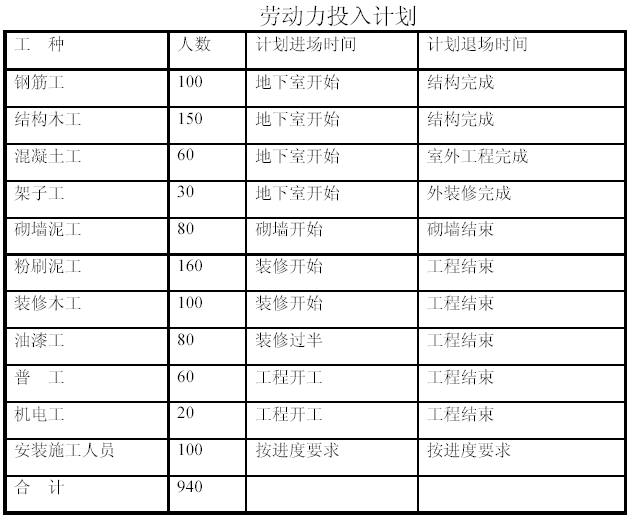 劳动力投入计划
工 种 人数 计划进场时间 计划退场时间
钢筋工 100 地下室开始 结构完成
结构木工 150 地下室开始 结构完成
混凝土工 60 地下室开始 室外工程完成
架子工 30 地下室开始 外装修完成
砌墙泥工 80 砌墙开始 砌墙结束
粉刷泥工 160 装修开始 工程结束
装修木工 100 装修开始 工程结束
油漆工 80 装修过半 工程结束
普 工 60 工程开工 工程结束
机电工 20 工程开工 工程结束
安装施工人员 100 按进度要求 按进度要求
合 计 940